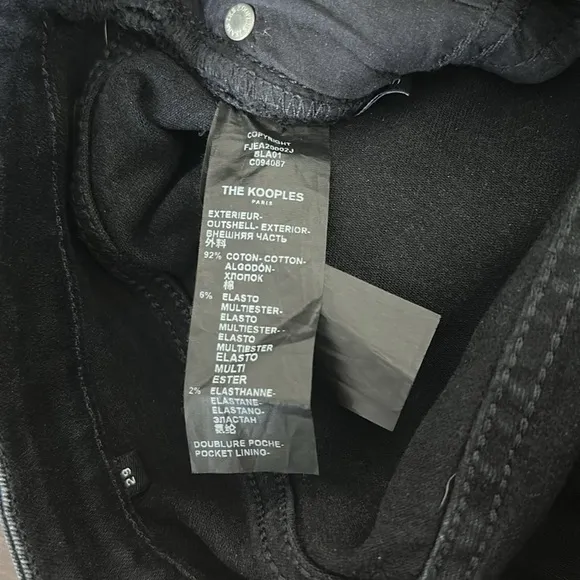 COPYRIGHT
FJEA25002J
BLA01
C094087
THE KOOPLES
PARIS
EXTERIEUR-
OUTSHELL- EXTERIOR-
ВНЕШНЯЯ ЧАСТЬ
外料
92% COTON- COTTON-
ALGODÓN-
ХЛОПОК
棉
6% ELASTO
MULTIESTER-
ELASTO
MULTIESTER-
ELASTO
MULTIBSTER
ELASTO
MULTI
ESTER
2% ELASTHANNE-
ELASTANE-
ELASTANO-
ЭЛАСТАН
氨纶
DOUBLURE POCHE-
POCKET LINING-
29